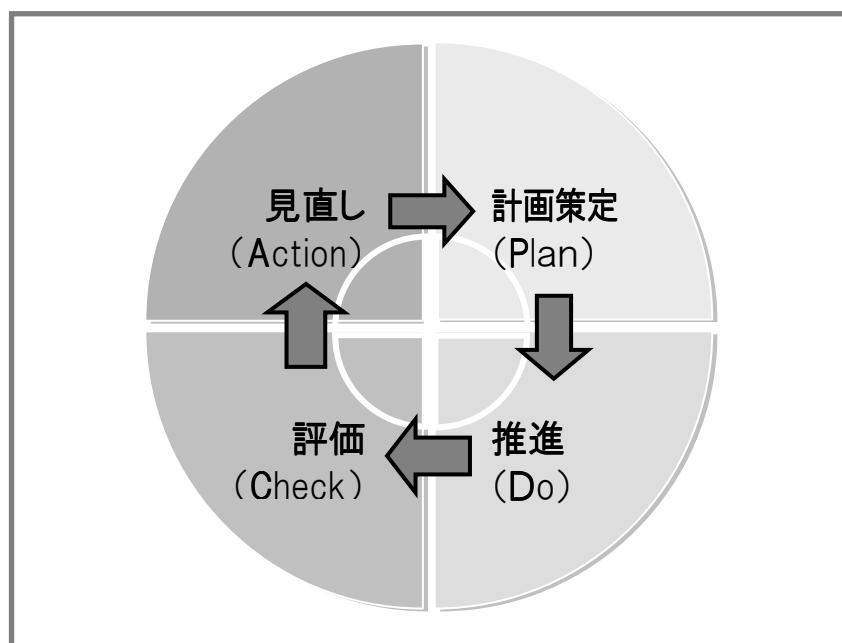 見直し
（Action）
計画策定
（Plan）
評価
（Check）
推進
（Do）